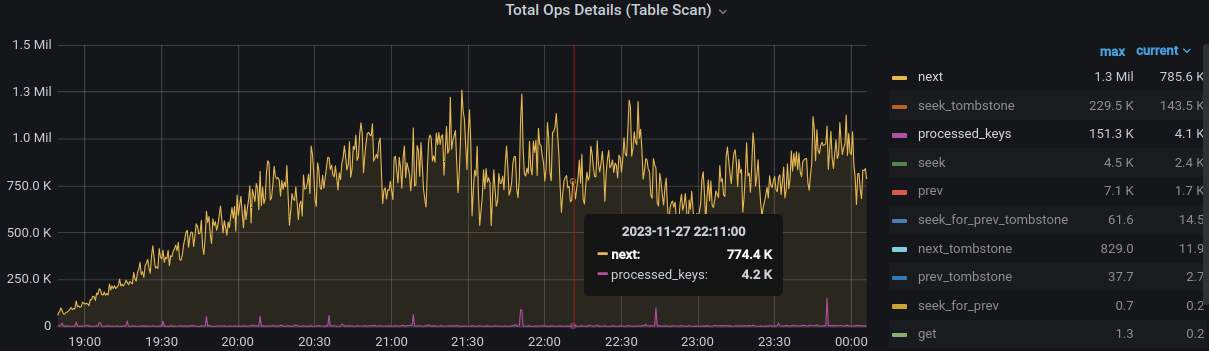 Total Ops Details (Table Scan)
1.5 Mil
1.3 Mil
1.0 Mil
750.0 K
500.0 K
250.0 K
0
19:00 19:30 20:00 20:30 21:00 21:30 22:00 22:30 23:00 23:30 00:00
2023-11-27 22:11:00
next: 774.4 K
processed_keys: 4.2 K
max current
next 1.3 Mil 785.6 K
seek_tombstone 229.5 K 143.5 K
processed_keys 151.3 K 4.1 K
seek 4.5 K 2.4 K
prev 7.1 K 1.7 K
seek_for_prev_tombstone 61.6 14.5
next_tombstone 829.0 11.9
prev_tombstone 37.7 2.7
seek_for_prev 0.7 0.2
get 1.3 0.2